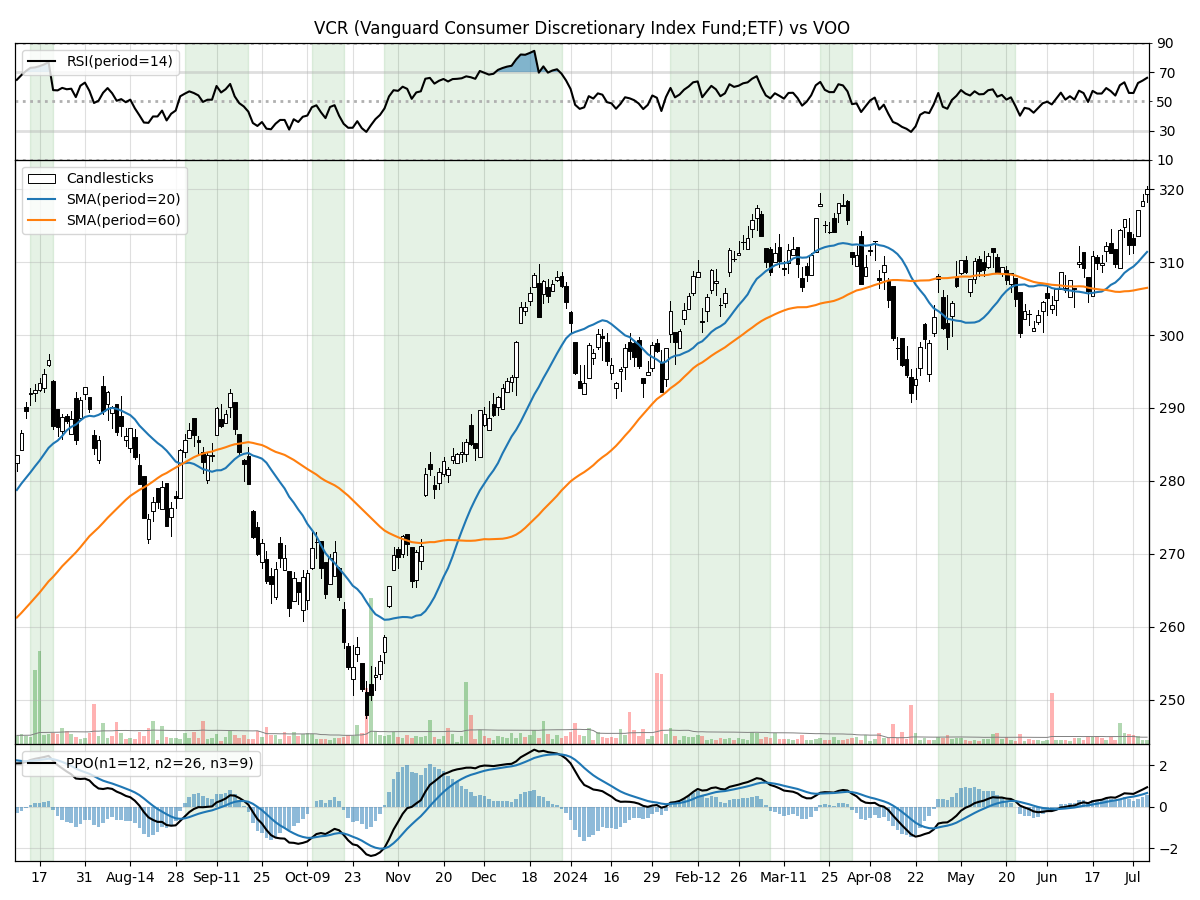 VCR (Vanguard Consumer Discretionary Index Fund;ETF) vs VOO
RSI(period=14)
90
70
50
30
10
Candlesticks
SMA(period=20)
SMA(period=60)
320
310
300
290
280
270
260
250
PPO(n1=12, n2=26, n3=9)
2
0
−2
17 31 Aug-14 28 Sep-11 25 Oct-09 23 Nov 20 Dec 18 2024 16 29 Feb-12 26 Mar-11 25 Apr-08 22 May 20 Jun 17 Jul